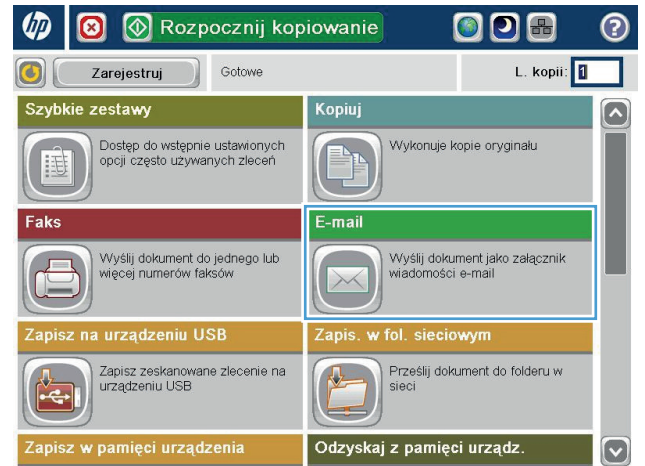 hp Rozpocznij kopiowanie ?
Zarejestruj Gotowe L. kopii: 1
Szybkie zestawy
Dostęp do wstępnie ustawionych
opcji często używanych zleceń
Kopiuj
Wykonuje kopie oryginału
Faks
Wyślij dokument do jednego lub
więcej numerów faksów
E-mail
Wyślij dokument jako załącznik
wiadomości e-mail
Zapisz na urządzeniu USB
Zapisz zeskanowane zlecenie na
urządzeniu USB
Zapis. w fol. sieciowym
Prześlij dokument do folderu w
sieci
Zapisz w pamięci urządzenia
Odzyskaj z pamięci urządz.